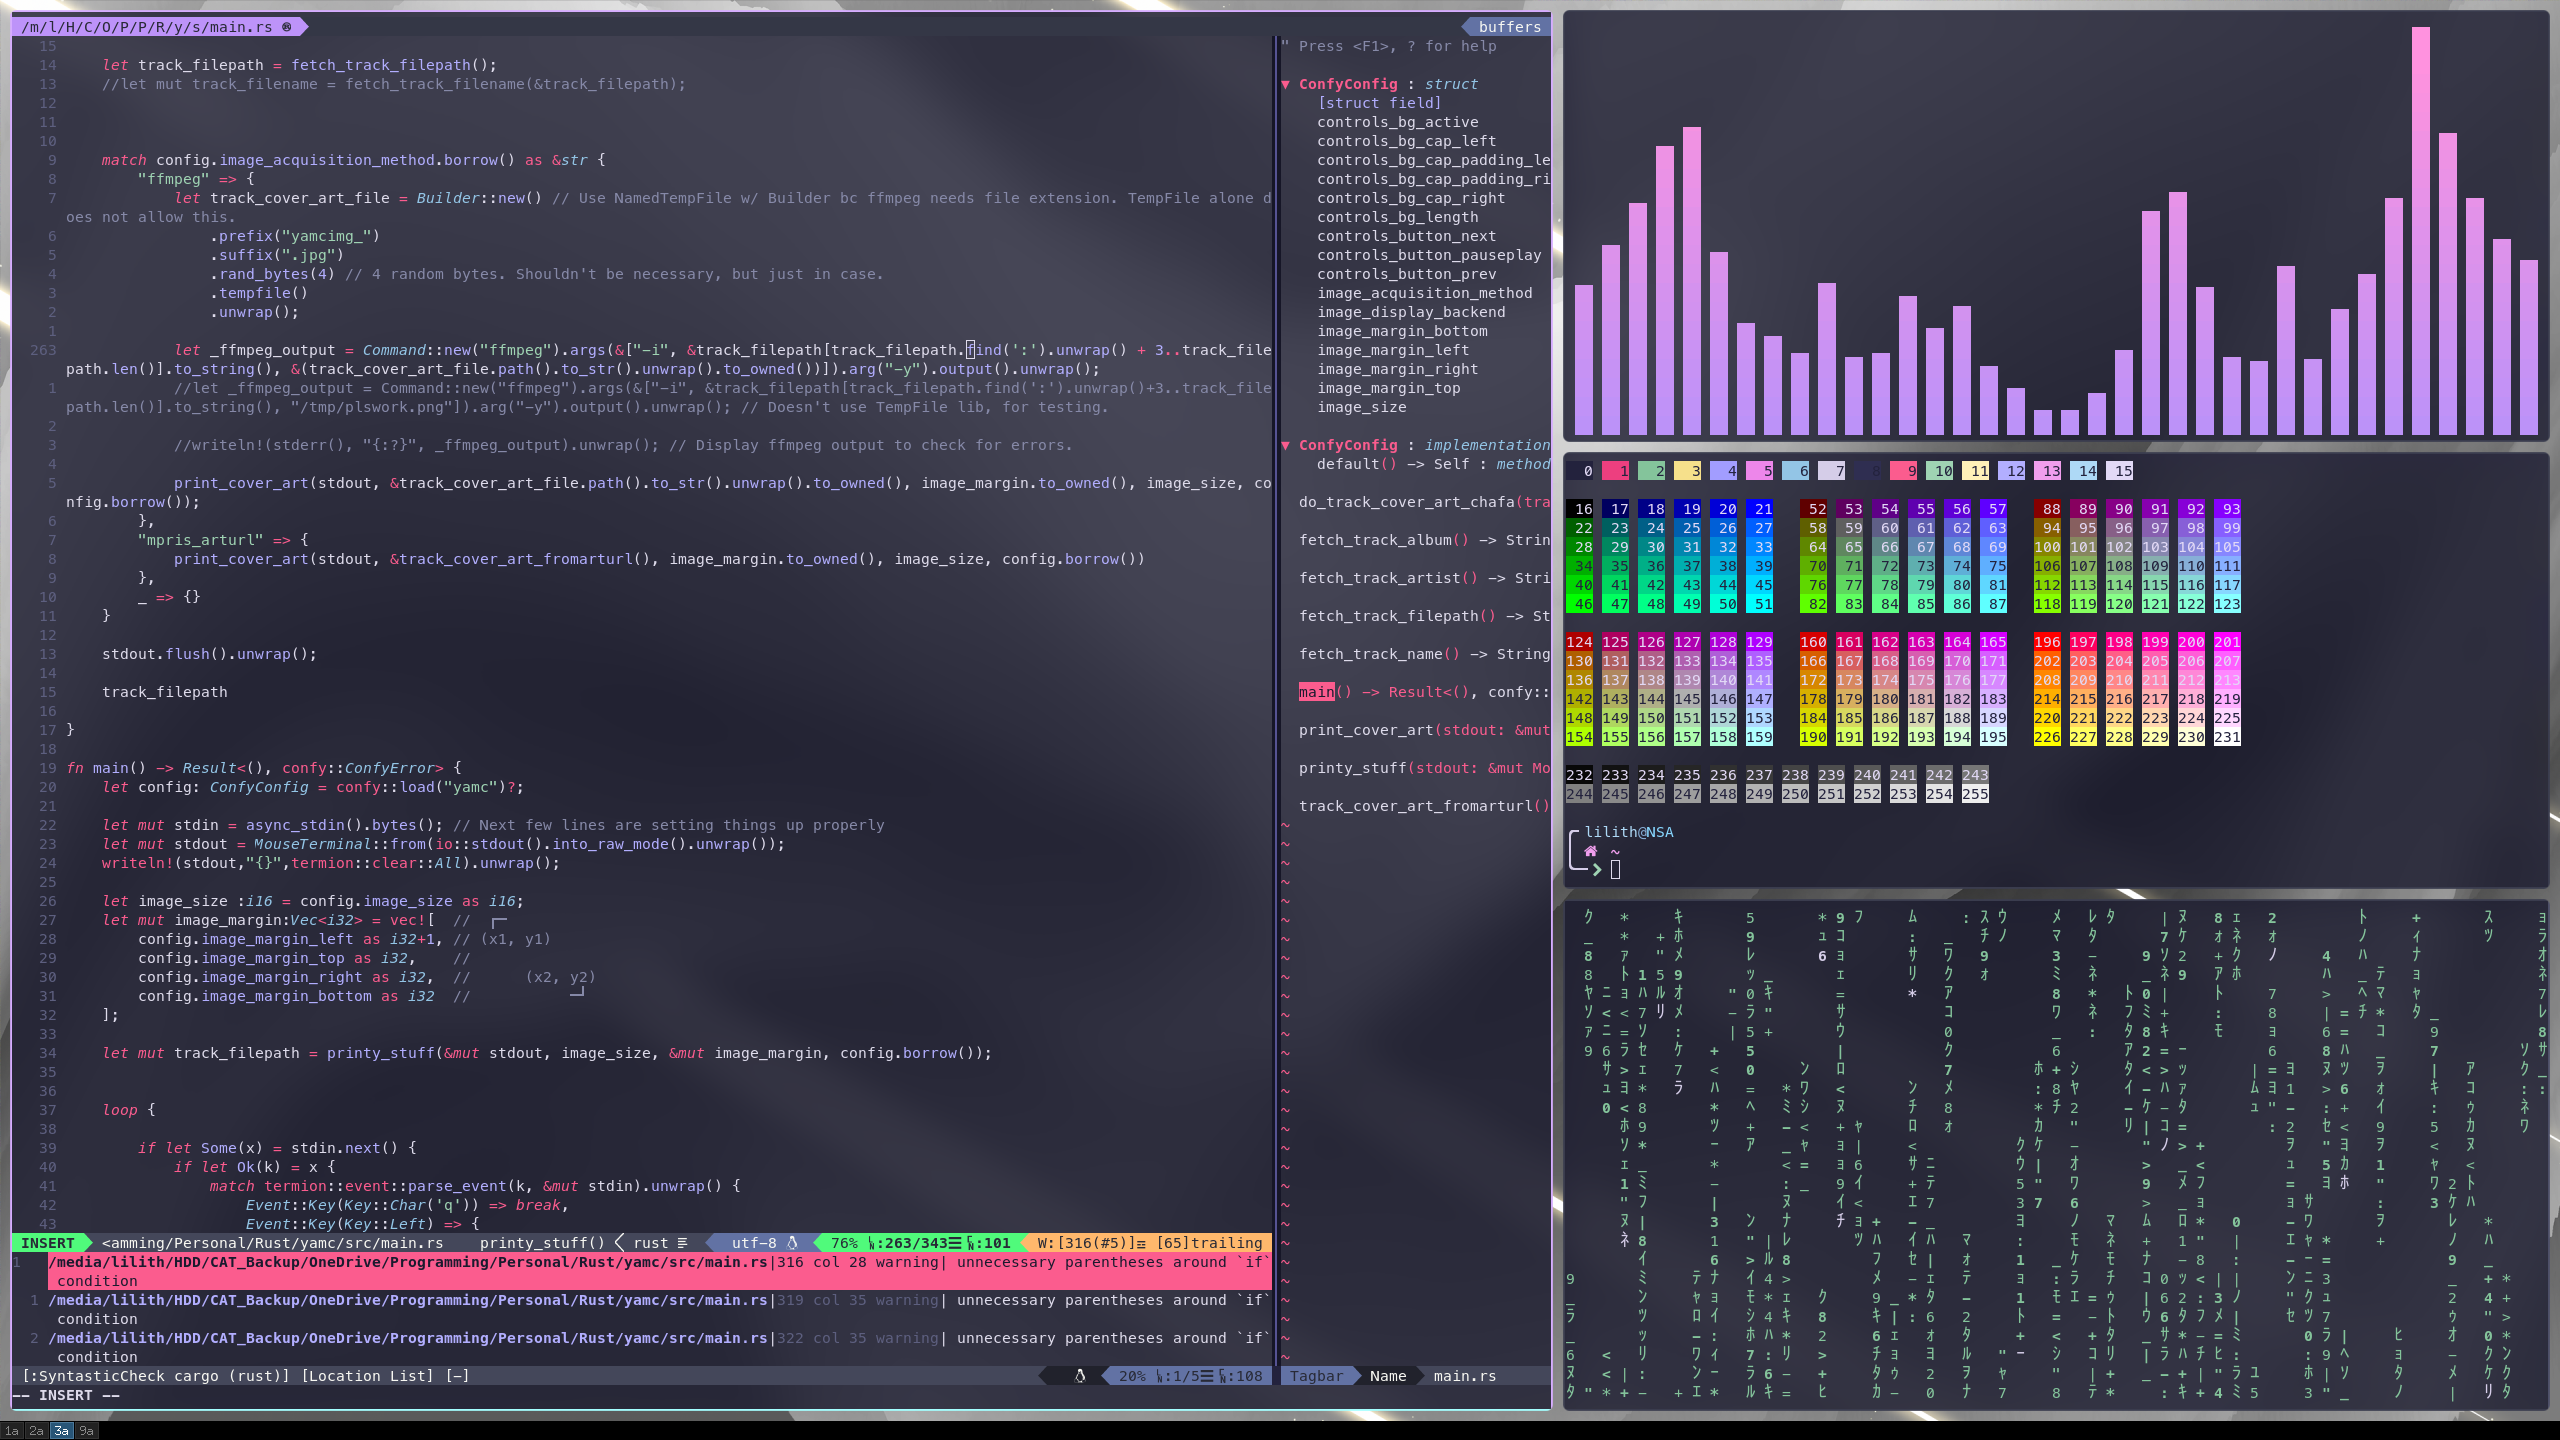 /m/l/H/C/O/P/P/R/y/s/main.rs
buffers
15
14     let track_filepath = fetch_track_filepath();
13     //let mut track_filename = fetch_track_filename(&track_filepath);
12
11
10
9     match config.image_acquisition_method.borrow() as &str {
8         "ffmpeg" => {
7             let track_cover_art_file = Builder::new() // Use NamedTempFile w/ Builder bc ffmpeg needs file extension. TempFile alone d
oes not allow this.
6                 .prefix("yamcimg_")
5                 .suffix(".jpg")
4                 .rand_bytes(4) // 4 random bytes. Shouldn't be necessary, but just in case.
3                 .tempfile()
2                 .unwrap();
1
263             let _ffmpeg_output = Command::new("ffmpeg").args(&["-i", &track_filepath[track_filepath.find(':').unwrap() + 3..track_file
path.len()].to_string(), &(track_cover_art_file.path().to_str().unwrap().to_owned())]).arg("-y").output().unwrap();
1             //let _ffmpeg_output = Command::new("ffmpeg").args(&["-i", &track_filepath[track_filepath.find(':').unwrap()+3..track_file
path.len()].to_string(), "/tmp/plswork.png"]).arg("-y").output().unwrap(); // Doesn't use TempFile lib, for testing.
2
3             //writeln!(stderr(), "{:?}", _ffmpeg_output).unwrap(); // Display ffmpeg output to check for errors.
4
5             print_cover_art(stdout, &track_cover_art_file.path().to_str().unwrap().to_owned(), image_margin.to_owned(), image_size, co
nfig.borrow());
6         },
7         "mpris_arturl" => {
8             print_cover_art(stdout, &track_cover_art_fromarturl(), image_margin.to_owned(), image_size, config.borrow())
9         },
10         _ => {}
11     }
12
13     stdout.flush().unwrap();
14
15     track_filepath
16
17 }
18
19 fn main() -> Result<(), confy::ConfyError> {
20     let config: ConfyConfig = confy::load("yamc")?;
21
22     let mut stdin = async_stdin().bytes(); // Next few lines are setting things up properly
23     let mut stdout = MouseTerminal::from(io::stdout().into_raw_mode().unwrap());
24     writeln!(stdout,"{}",termion::clear::All).unwrap();
25
26     let image_size :i16 = config.image_size as i16;
27     let mut image_margin:Vec<i32> = vec![  //  ┌─
28         config.image_margin_left as i32+1, // (x1, y1)
29         config.image_margin_top as i32,    //
30         config.image_margin_right as i32,  //      (x2, y2)
31         config.image_margin_bottom as i32  //           ─┘
32     ];
33
34     let mut track_filepath = printy_stuff(&mut stdout, image_size, &mut image_margin, config.borrow());
35
36
37     loop {
38
39         if let Some(x) = stdin.next() {
40             if let Ok(k) = x {
41                 match termion::event::parse_event(k, &mut stdin).unwrap() {
42                     Event::Key(Key::Char('q')) => break,
43                     Event::Key(Key::Left) => {
INSERT <amming/Personal/Rust/yamc/src/main.rs printy_stuff() rust utf-8 76% :263/343 :101 W:[316(#5)] [65]trailing
1 /media/lilith/HDD/CAT_Backup/OneDrive/Programming/Personal/Rust/yamc/src/main.rs|316 col 28 warning| unnecessary parentheses around `if`
condition
1 /media/lilith/HDD/CAT_Backup/OneDrive/Programming/Personal/Rust/yamc/src/main.rs|319 col 35 warning| unnecessary parentheses around `if`
condition
2 /media/lilith/HDD/CAT_Backup/OneDrive/Programming/Personal/Rust/yamc/src/main.rs|322 col 35 warning| unnecessary parentheses around `if`
condition
[:SyntasticCheck cargo (rust)] [Location List] [-] 20% :1/5 :108
-- INSERT --
" Press <F1>, ? for help
▼ ConfyConfig : struct
[struct field]
controls_bg_active
controls_bg_cap_left
controls_bg_cap_padding_le
controls_bg_cap_padding_ri
controls_bg_cap_right
controls_bg_length
controls_button_next
controls_button_pauseplay
controls_button_prev
image_acquisition_method
image_display_backend
image_margin_bottom
image_margin_left
image_margin_right
image_margin_top
image_size
▼ ConfyConfig : implementation
default() -> Self : method
do_track_cover_art_chafa(tra
fetch_track_album() -> Strin
fetch_track_artist() -> Stri
fetch_track_filepath() -> St
fetch_track_name() -> String
main() -> Result<(), confy::
print_cover_art(stdout: &mut
printy_stuff(stdout: &mut Mo
track_cover_art_fromarturl()
Tagbar Name main.rs
0 1 2 3 4 5 6 7 8 9 10 11 12 13 14 15
16 17 18 19 20 21 52 53 54 55 56 57 88 89 90 91 92 93
22 23 24 25 26 27 58 59 60 61 62 63 94 95 96 97 98 99
28 29 30 31 32 33 64 65 66 67 68 69 100 101 102 103 104 105
34 35 36 37 38 39 70 71 72 73 74 75 106 107 108 109 110 111
40 41 42 43 44 45 76 77 78 79 80 81 112 113 114 115 116 117
46 47 48 49 50 51 82 83 84 85 86 87 118 119 120 121 122 123
124 125 126 127 128 129 160 161 162 163 164 165 196 197 198 199 200 201
130 131 132 133 134 135 166 167 168 169 170 171 202 203 204 205 206 207
136 137 138 139 140 141 172 173 174 175 176 177 208 209 210 211 212 213
142 143 144 145 146 147 178 179 180 181 182 183 214 215 216 217 218 219
148 149 150 151 152 153 184 185 186 187 188 189 220 221 222 223 224 225
154 155 156 157 158 159 190 191 192 193 194 195 226 227 228 229 230 231
232 233 234 235 236 237 238 239 240 241 242 243
244 245 246 247 248 249 250 251 252 253 254 255
lilith@NSA
~
1a 2a 3a 9a